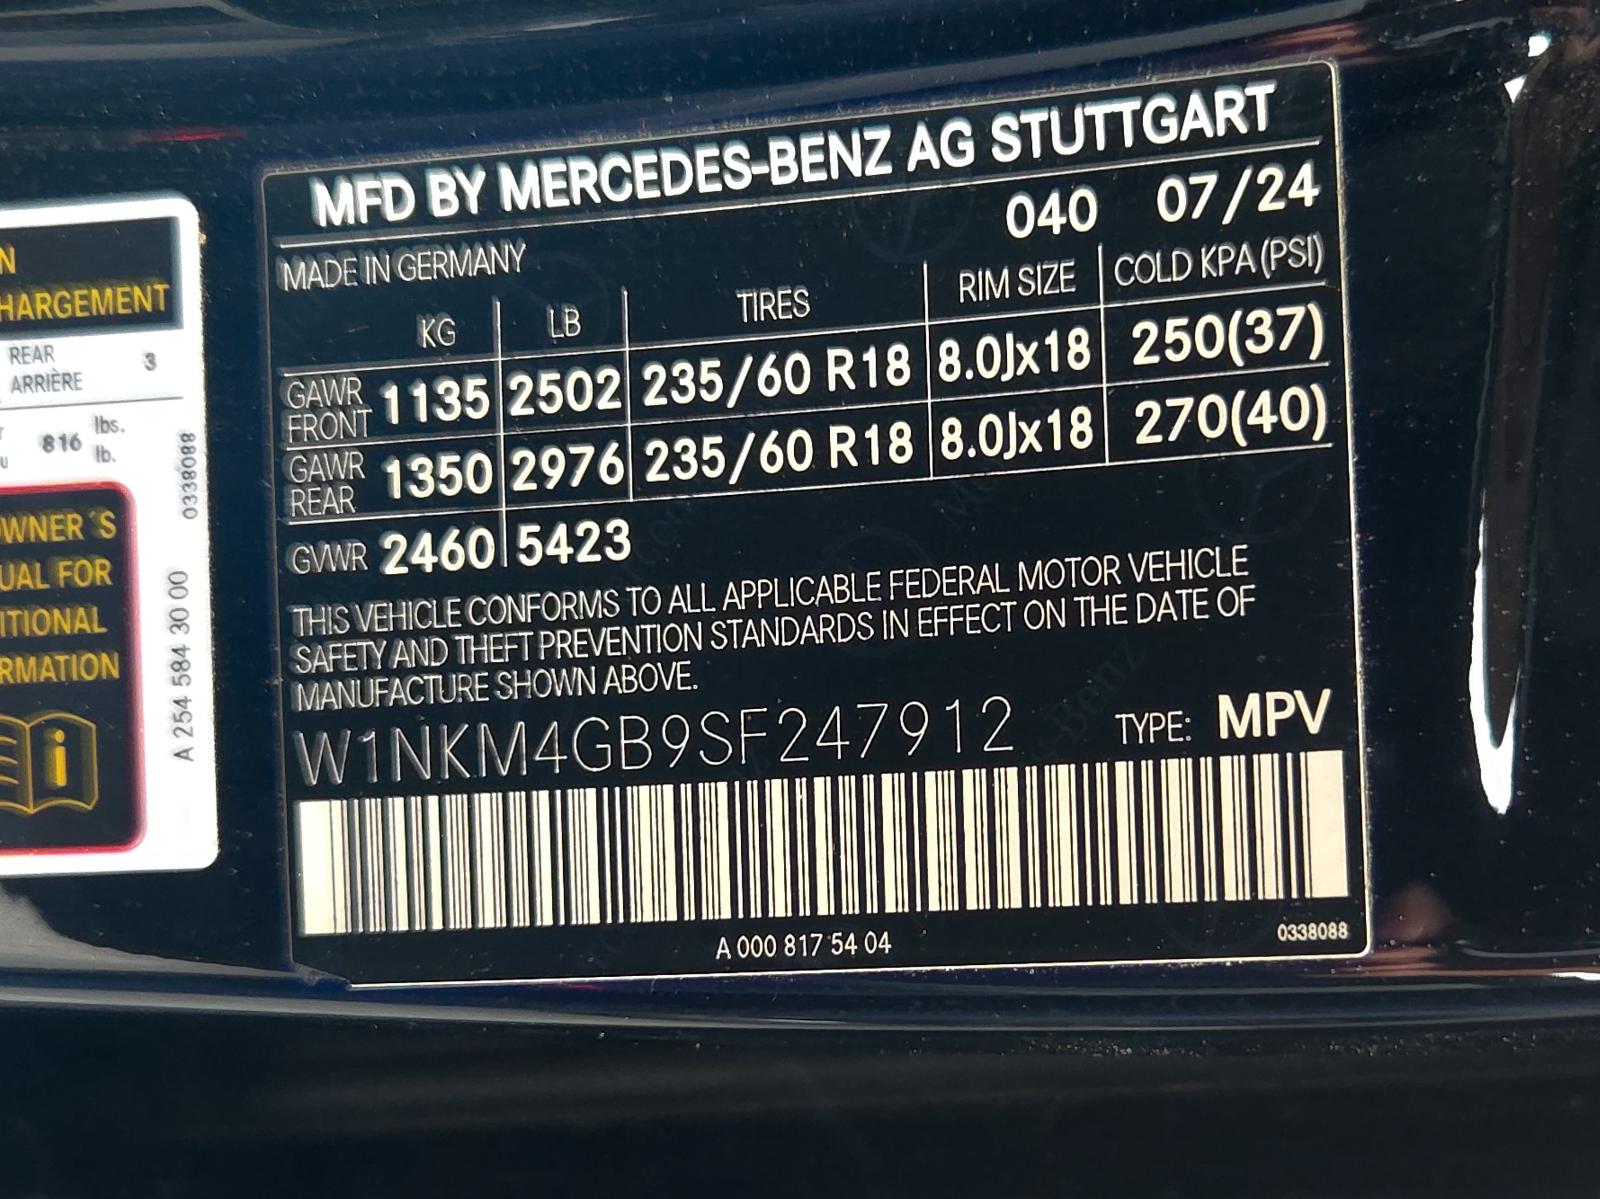 MFD BY MERCEDES-BENZ AG STUTTGART
040 07/24
MADE IN GERMANY
KG LB TIRES RIM SIZE COLD KPA (PSI)
GAWR FRONT 1135 2502 235/60 R18 8.0Jx18 250(37)
GAWR REAR 1350 2976 235/60 R18 8.0Jx18 270(40)
GVWR 2460 5423
THIS VEHICLE CONFORMS TO ALL APPLICABLE FEDERAL MOTOR VEHICLE
SAFETY AND THEFT PREVENTION STANDARDS IN EFFECT ON THE DATE OF
MANUFACTURE SHOWN ABOVE.
W1NKM4GB9SF247912 TYPE: MPV
A 000 817 54 04
0338088
N
HARGEMENT
REAR 3
ARRIÈRE
816 lbs.
lb.
OWNER´S
UAL FOR
ITIONAL
RMATION
i
A 254 584 30 00
0338088